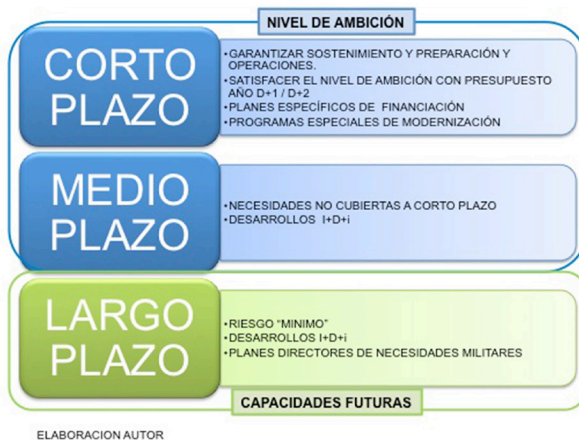 NIVEL DE AMBICIÓN
CORTO
PLAZO
•GARANTIZAR SOSTENIMIENTO Y PREPARACIÓN Y
OPERACIONES.
•SATISFACER EL NIVEL DE AMBICIÓN CON PRESUPUESTO
AÑO D+1 / D+2
•PLANES ESPECÍFICOS DE FINANCIACIÓN
•PROGRAMAS ESPECIALES DE MODERNIZACIÓN
MEDIO
PLAZO
•NECESIDADES NO CUBIERTAS A CORTO PLAZO
•DESARROLLOS I+D+i
LARGO
PLAZO
•RIESGO “MINIMO”
•DESARROLLOS I+D+i
•PLANES DIRECTORES DE NECESIDADES MILITARES
CAPACIDADES FUTURAS
ELABORACION AUTOR